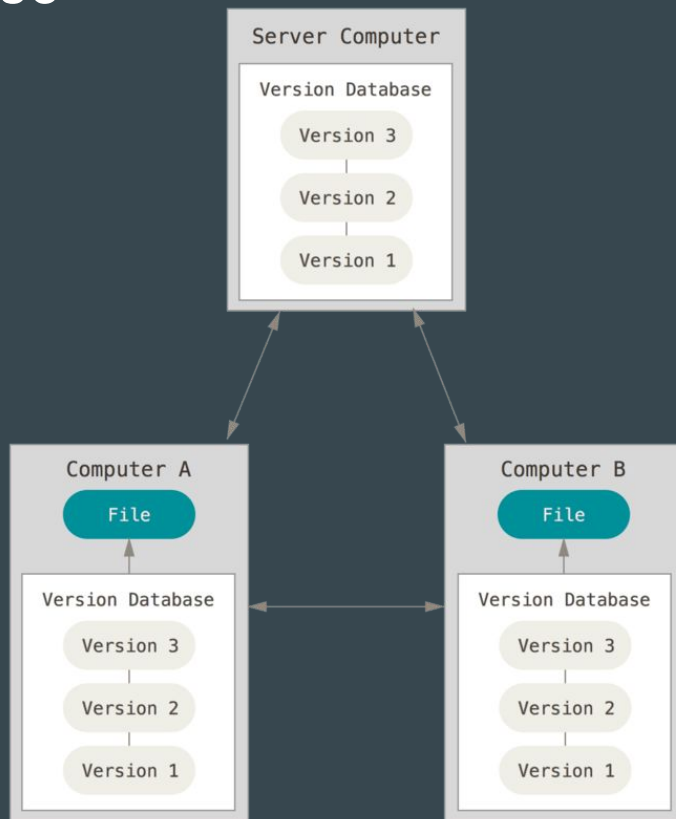 Server Computer
Version Database
Version 3
Version 2
Version 1
Computer A
File
Version Database
Version 3
Version 2
Version 1
Computer B
File
Version Database
Version 3
Version 2
Version 1